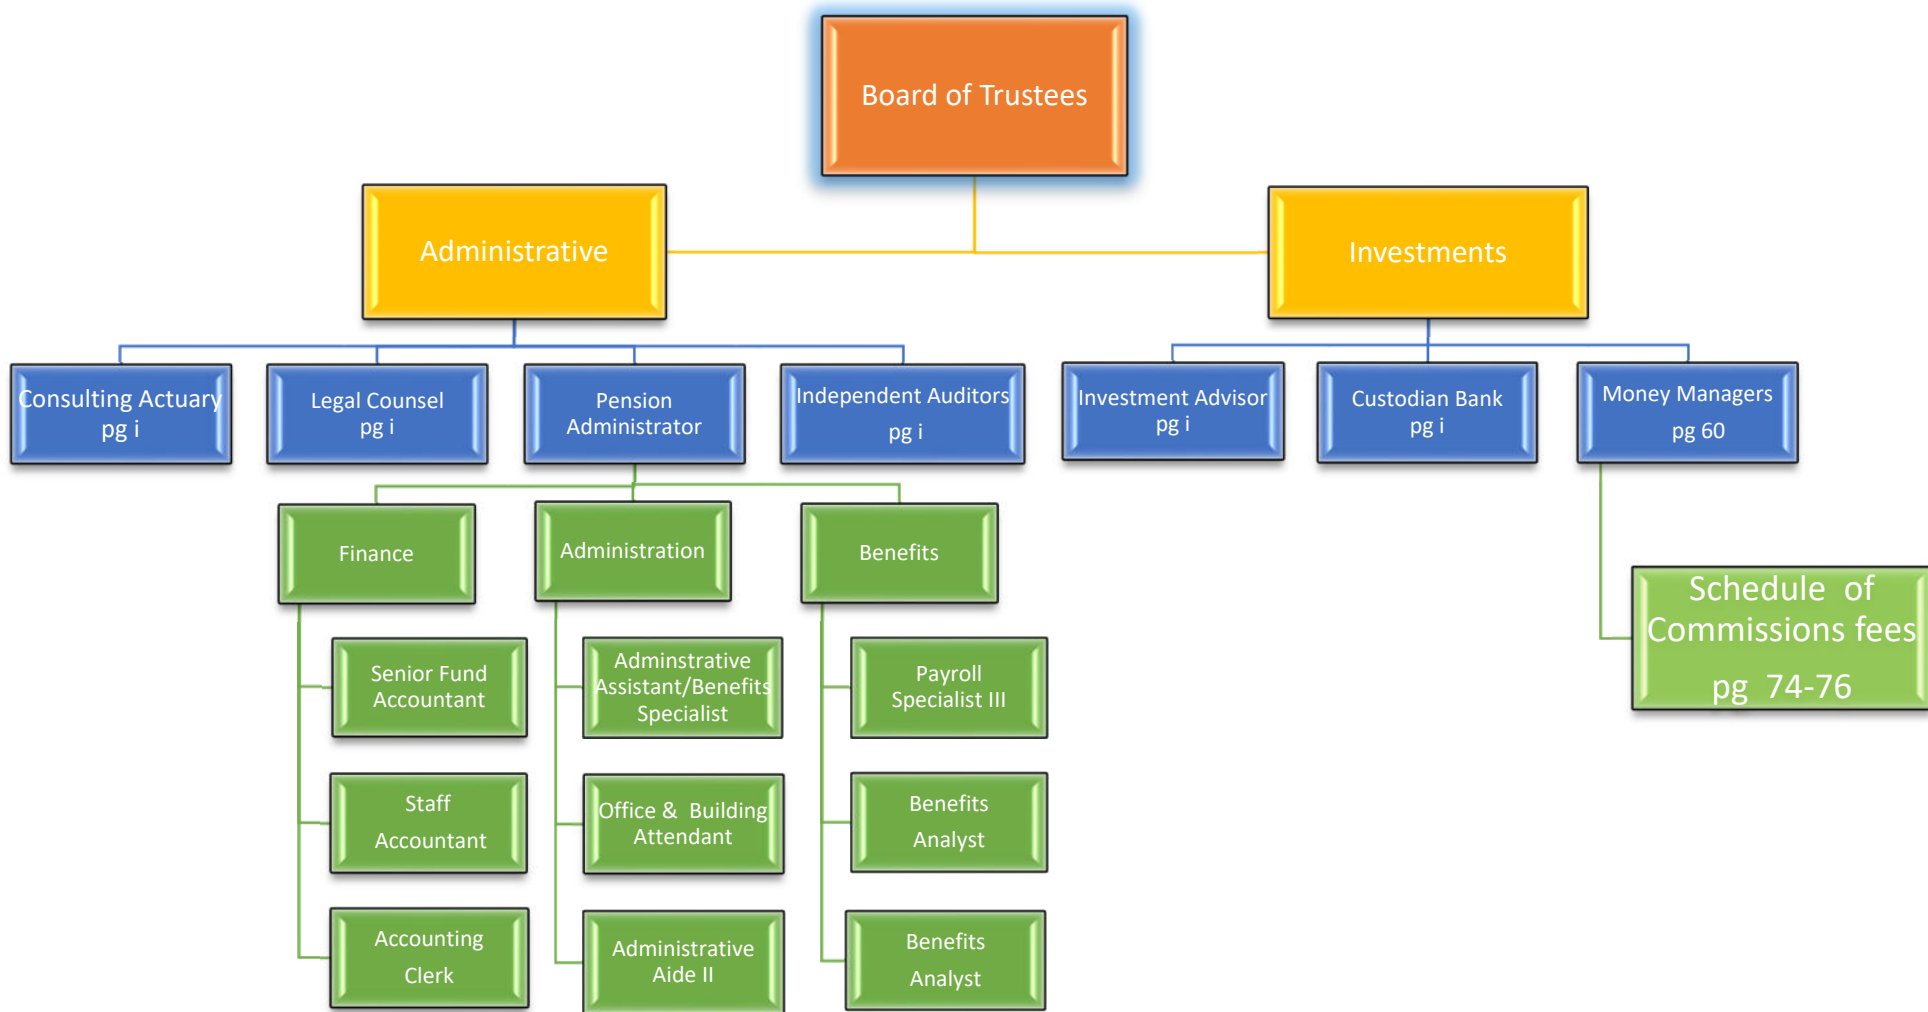 Board of Trustees
Administrative
Investments
Consulting Actuary
pg i
Legal Counsel
pg i
Pension
Administrator
Independent Auditors
pg i
Investment Advisor
pg i
Custodian Bank
pg i
Money Managers
pg 60
Finance
Administration
Benefits
Schedule of
Commissions fees
pg 74-76
Senior Fund
Accountant
Adminstrative
Assistant/Benefits
Specialist
Payroll
Specialist III
Staff
Accountant
Office & Building
Attendant
Benefits
Analyst
Accounting
Clerk
Administrative
Aide II
Benefits
Analyst